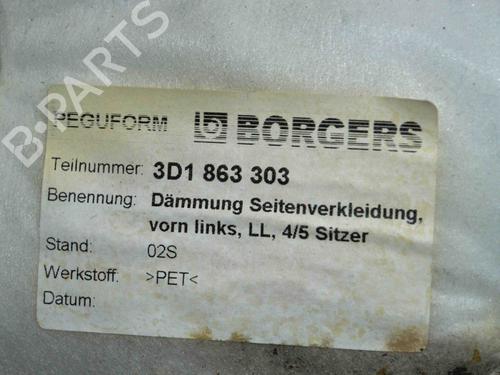 B-PARTS
PEGUFORM BORGERS
Teilnummer: 3D1 863 303
Benennung: Dämmung Seitenverkleidung,
vorn links, LL, 4/5 Sitzer
Stand: 02S
Werkstoff: >PET<
Datum: